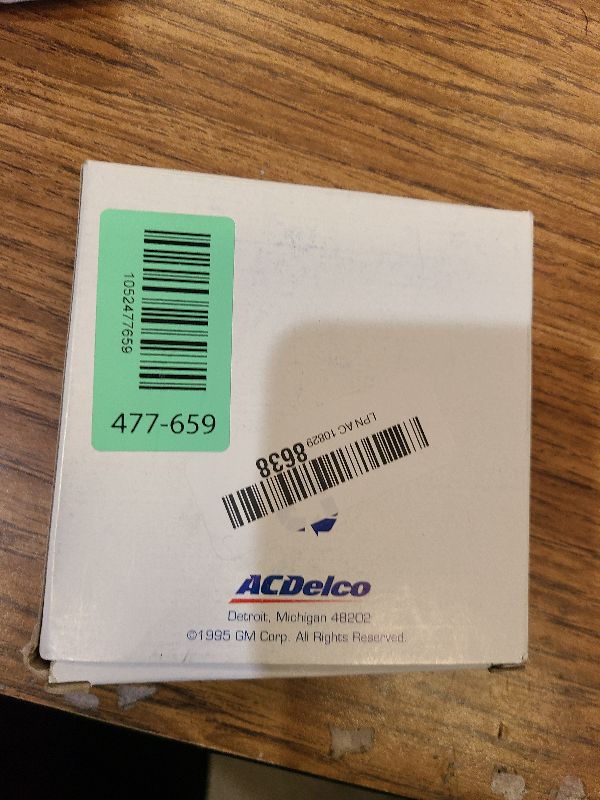 1052477659
477-659
LPN AC 10829
8638
ACDelco
Detroit, Michigan 48202
©1995 GM Corp. All Rights Reserved.